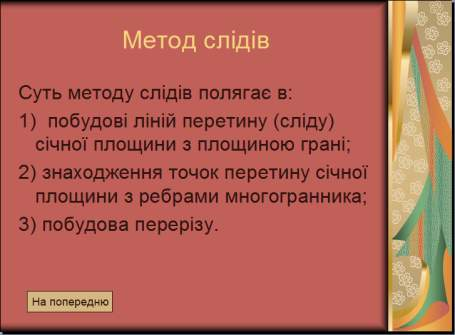 Метод слідів
Суть методу слідів полягає в:
1) побудові ліній перетину (сліду)
січної площини з площиною грані;
2) знаходження точок перетину січної
площини з ребрами многогранника;
3) побудова перерізу.
На попередню